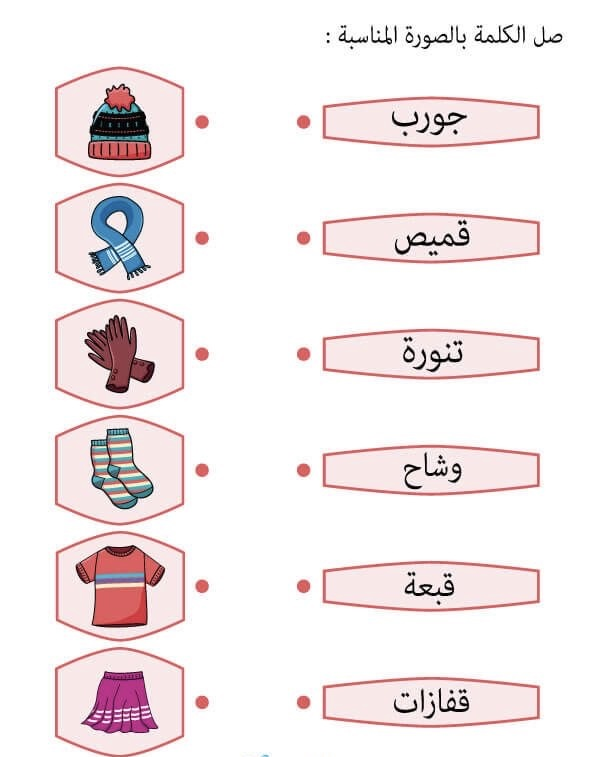 صل الكلمة بالصورة المناسبة :
جورب
قميص
تنورة
وشاح
قبعة
قفازات